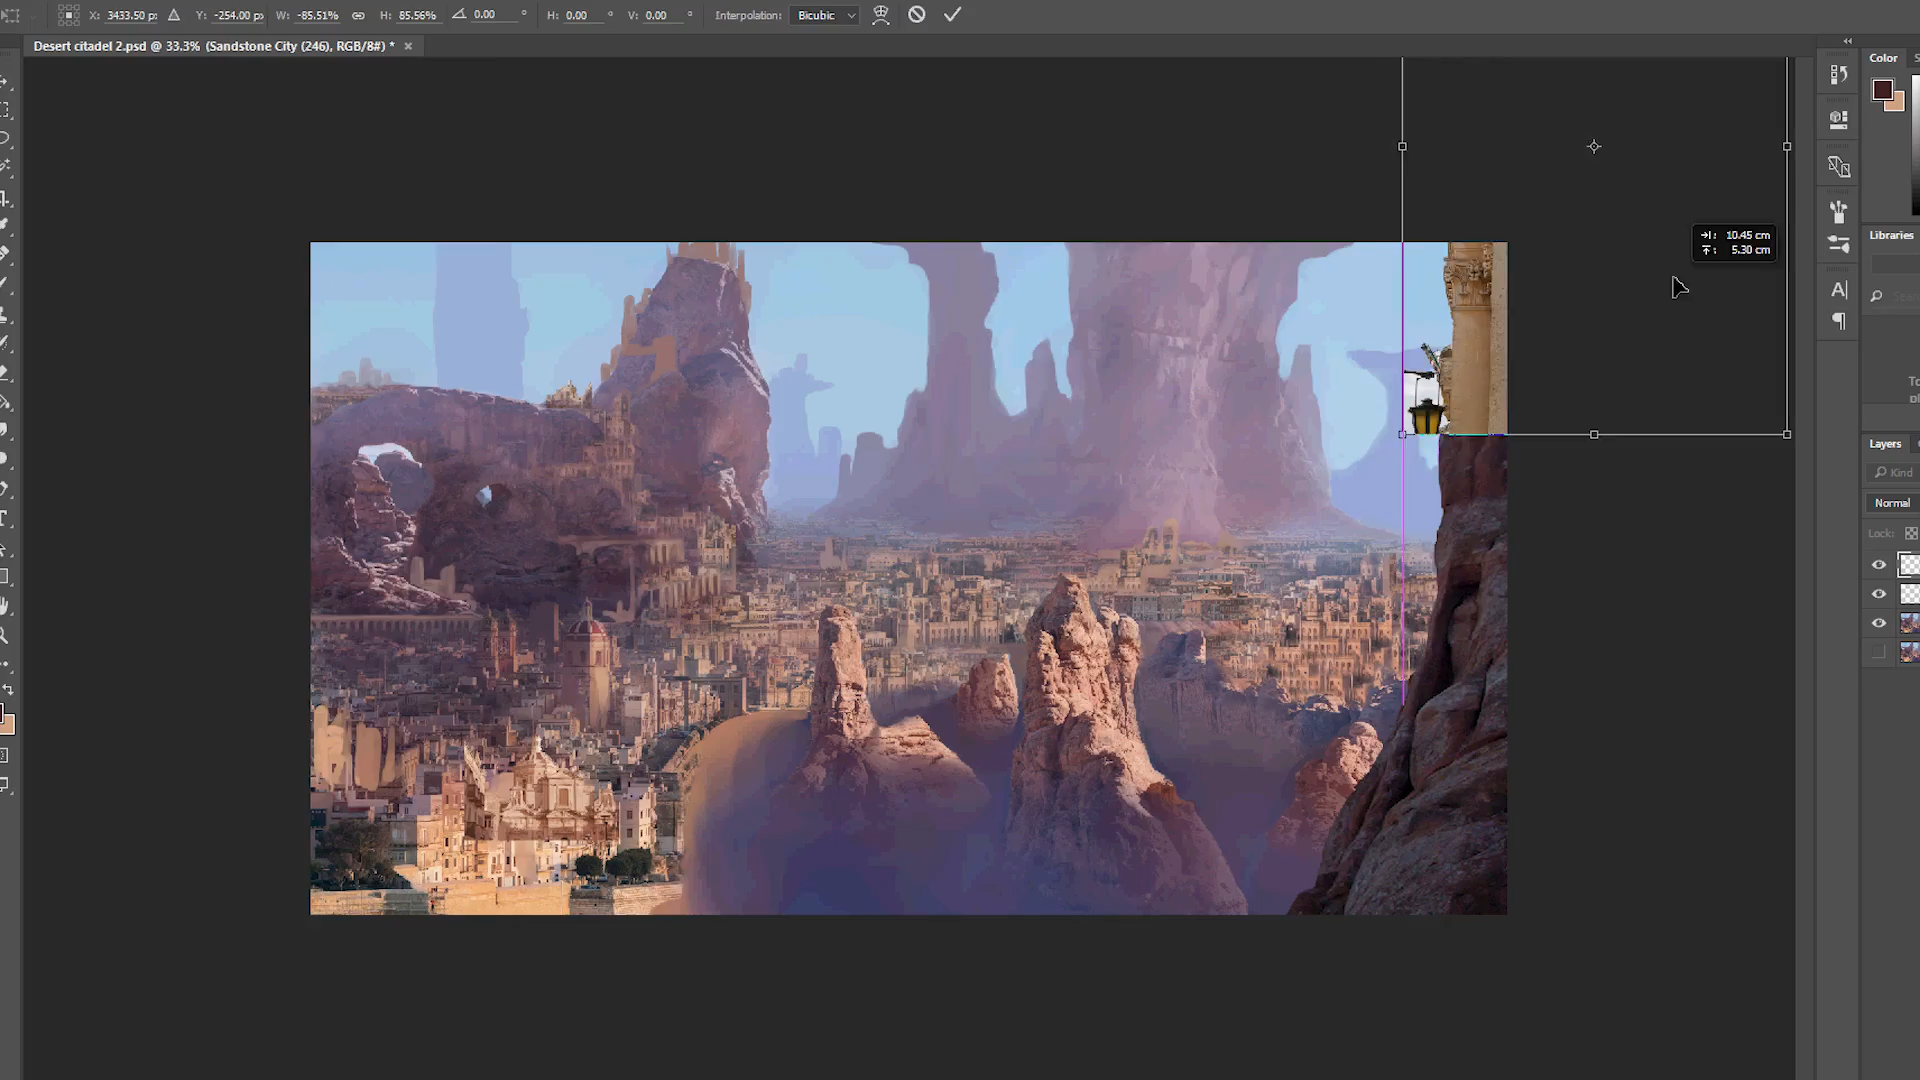 X: 3433.50 p: Y: -254.00 p: W: -85.51% H: 85.56% 0.00 ° H: 0.00 ° V: 0.00 ° Interpolation: Bicubic
Desert citadel 2.psd @ 33.3% (Sandstone City (246), RGB/8#) * ×
Color
10.45 cm
5.30 cm
Libraries
A|
Layers
Kind
Normal
Lock: